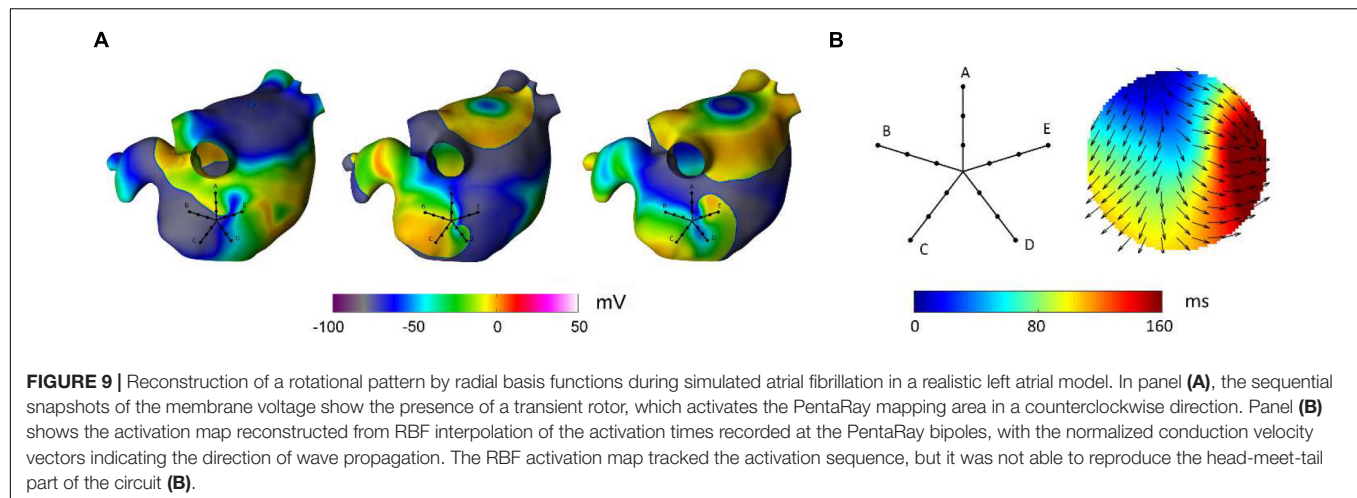 A
B
A
B
E
C
D
A
B
E
C
D
A
B
E
C
D
A
B
E
C
D
mV
-100
-50
0
50
ms
0
80
160
FIGURE 9 | Reconstruction of a rotational pattern by radial basis functions during simulated atrial fibrillation in a realistic left atrial model. In panel (A), the sequential
snapshots of the membrane voltage show the presence of a transient rotor, which activates the PentaRay mapping area in a counterclockwise direction. Panel (B)
shows the activation map reconstructed from RBF interpolation of the activation times recorded at the PentaRay bipoles, with the normalized conduction velocity
vectors indicating the direction of wave propagation. The RBF activation map tracked the activation sequence, but it was not able to reproduce the head-meet-tail
part of the circuit (B).